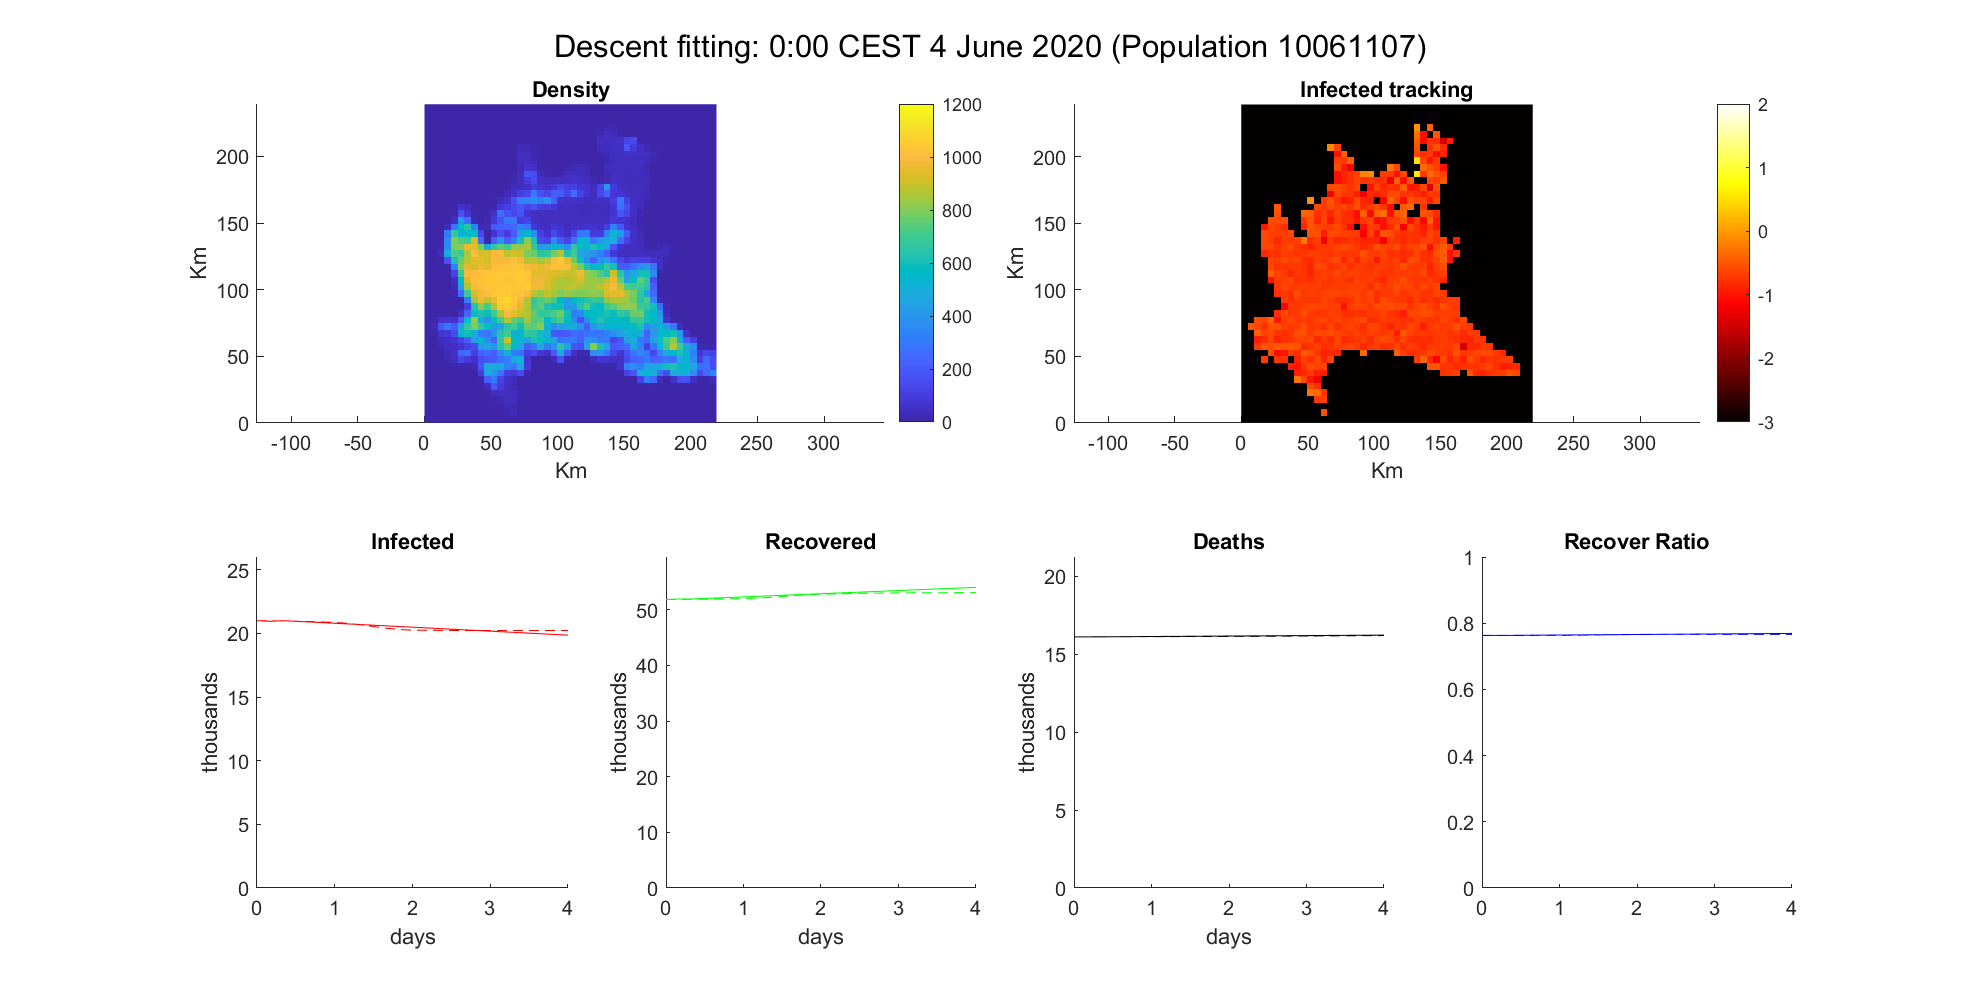 Descent fitting: 0:00 CEST 4 June 2020 (Population 10061107)
Density
Km
200
150
100
50
0
-100 -50 0 50 100 150 200 250 300
Km
1200
1000
800
600
400
200
0
Infected tracking
Km
200
150
100
50
0
-100 -50 0 50 100 150 200 250 300
Km
2
1
0
-1
-2
-3
Infected
thousands
25
20
15
10
5
0
0 1 2 3 4
days
Recovered
thousands
50
40
30
20
10
0
0 1 2 3 4
days
Deaths
thousands
20
15
10
5
0
0 1 2 3 4
days
Recover Ratio
1
0.8
0.6
0.4
0.2
0
0 1 2 3 4